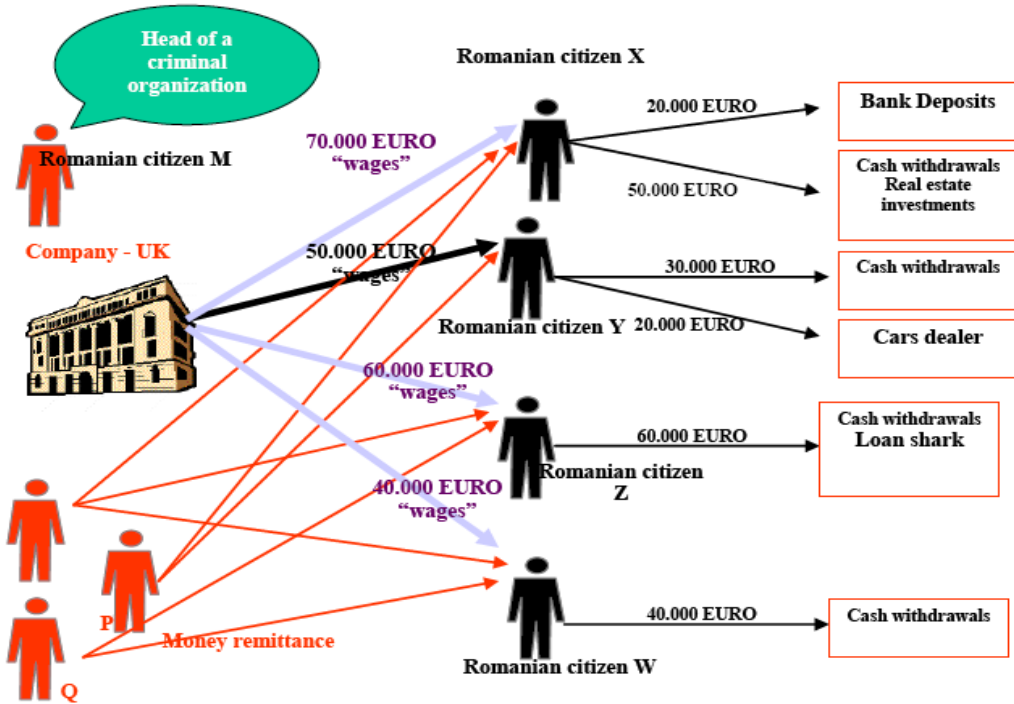 Head of a
criminal
organization
Romanian citizen M
Company - UK
Romanian citizen X
70.000 EURO
“wages”
20.000 EURO
Bank Deposits
50.000 EURO
Cash withdrawals
Real estate
investments
50.000 EURO
“wages”
Romanian citizen Y
30.000 EURO
Cash withdrawals
20.000 EURO
Cars dealer
60.000 EURO
“wages”
60.000 EURO
Cash withdrawals
Loan shark
Romanian citizen
Z
40.000 EURO
“wages”
40.000 EURO
Cash withdrawals
Romanian citizen W
P
Money remittance
Q